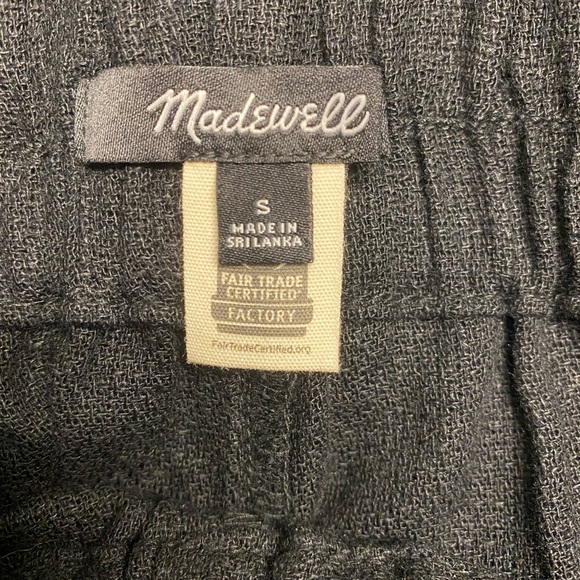 Madewell
S
MADE IN
SRI LANKA
FAIR TRADE
CERTIFIED
FACTORY
FairTradeCertified.org